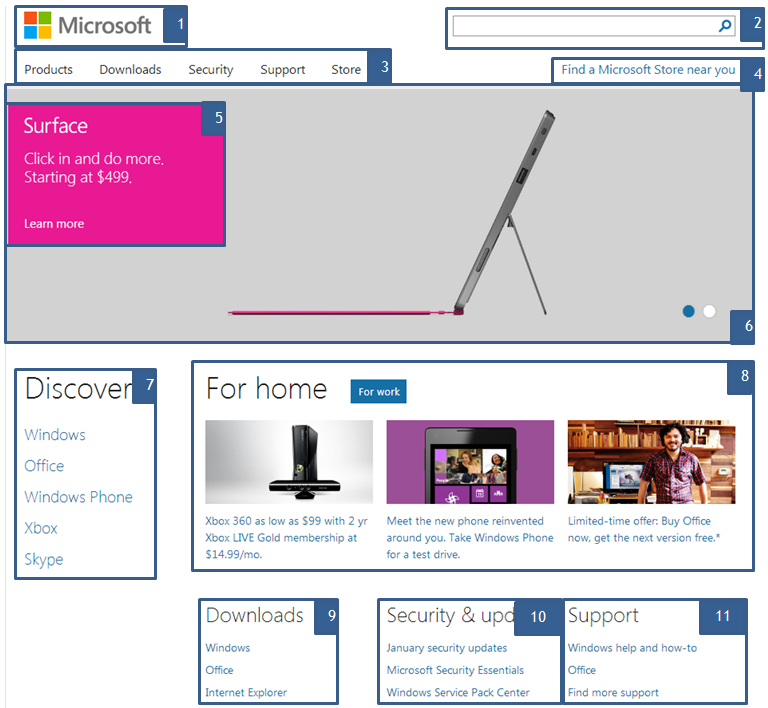 Microsoft
1
2
Products Downloads Security Support Store
3
Find a Microsoft Store near you
4
Surface
5
Click in and do more.
Starting at $499.
Learn more
6
Discover
7
Windows
Office
Windows Phone
Xbox
Skype
For home
For work
8
Xbox 360 as low as $99 with 2 yr
Xbox LIVE Gold membership at
$14.99/mo.
People
Meet the new phone reinvented
around you. Take Windows Phone
for a test drive.
Limited-time offer: Buy Office
now, get the next version free.*
Downloads
9
Windows
Office
Internet Explorer
Security & upd
10
January security updates
Microsoft Security Essentials
Windows Service Pack Center
Support
11
Windows help and how-to
Office
Find more support